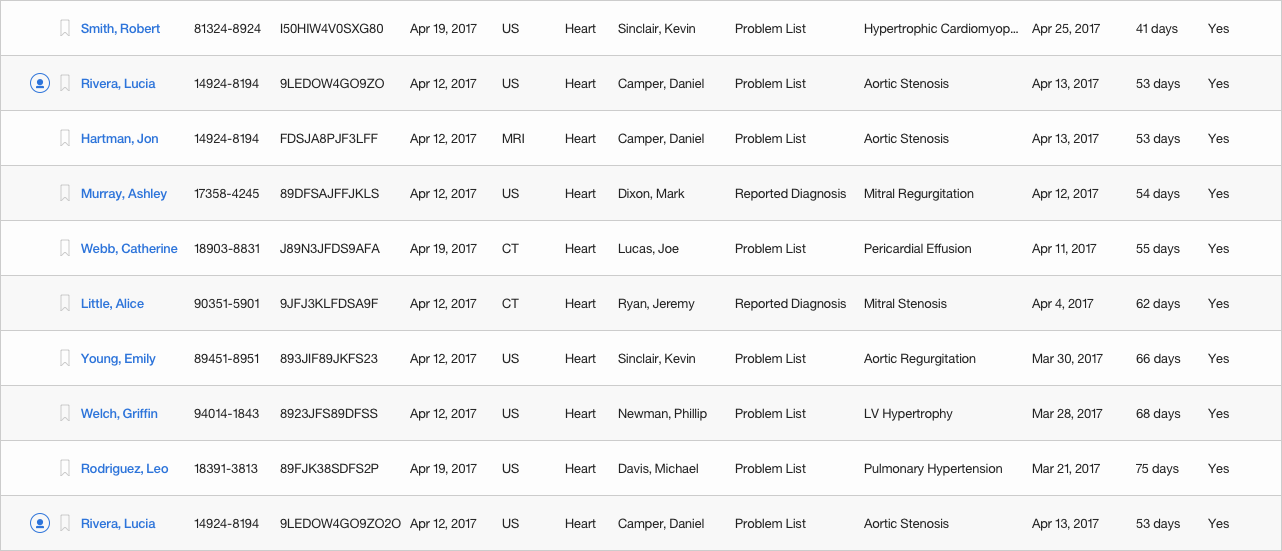 Smith, Robert 81324-8924 I50HIW4V0SXG80 Apr 19, 2017 US Heart Sinclair, Kevin Problem List Hypertrophic Cardiomyop... Apr 25, 2017 41 days Yes
Rivera, Lucia 14924-8194 9LEDOW4GO9ZO Apr 12, 2017 US Heart Camper, Daniel Problem List Aortic Stenosis Apr 13, 2017 53 days Yes
Hartman, Jon 14924-8194 FDSJA8PJF3LFF Apr 12, 2017 MRI Heart Camper, Daniel Problem List Aortic Stenosis Apr 13, 2017 53 days Yes
Murray, Ashley 17358-4245 89DFSAJFFJKLS Apr 12, 2017 US Heart Dixon, Mark Reported Diagnosis Mitral Regurgitation Apr 12, 2017 54 days Yes
Webb, Catherine 18903-8831 J89N3JFDS9AFA Apr 19, 2017 CT Heart Lucas, Joe Problem List Pericardial Effusion Apr 11, 2017 55 days Yes
Little, Alice 90351-5901 9JFJ3KLFDSA9F Apr 12, 2017 CT Heart Ryan, Jeremy Reported Diagnosis Mitral Stenosis Apr 4, 2017 62 days Yes
Young, Emily 89451-8951 893JIF89JKFS23 Apr 12, 2017 US Heart Sinclair, Kevin Problem List Aortic Regurgitation Mar 30, 2017 66 days Yes
Welch, Griffin 94014-1843 8923JFS89DFSS Apr 12, 2017 US Heart Newman, Phillip Problem List LV Hypertrophy Mar 28, 2017 68 days Yes
Rodriguez, Leo 18391-3813 89FJK38SDFS2P Apr 19, 2017 US Heart Davis, Michael Problem List Pulmonary Hypertension Mar 21, 2017 75 days Yes
Rivera, Lucia 14924-8194 9LEDOW4GO9ZO2O Apr 12, 2017 US Heart Camper, Daniel Problem List Aortic Stenosis Apr 13, 2017 53 days Yes